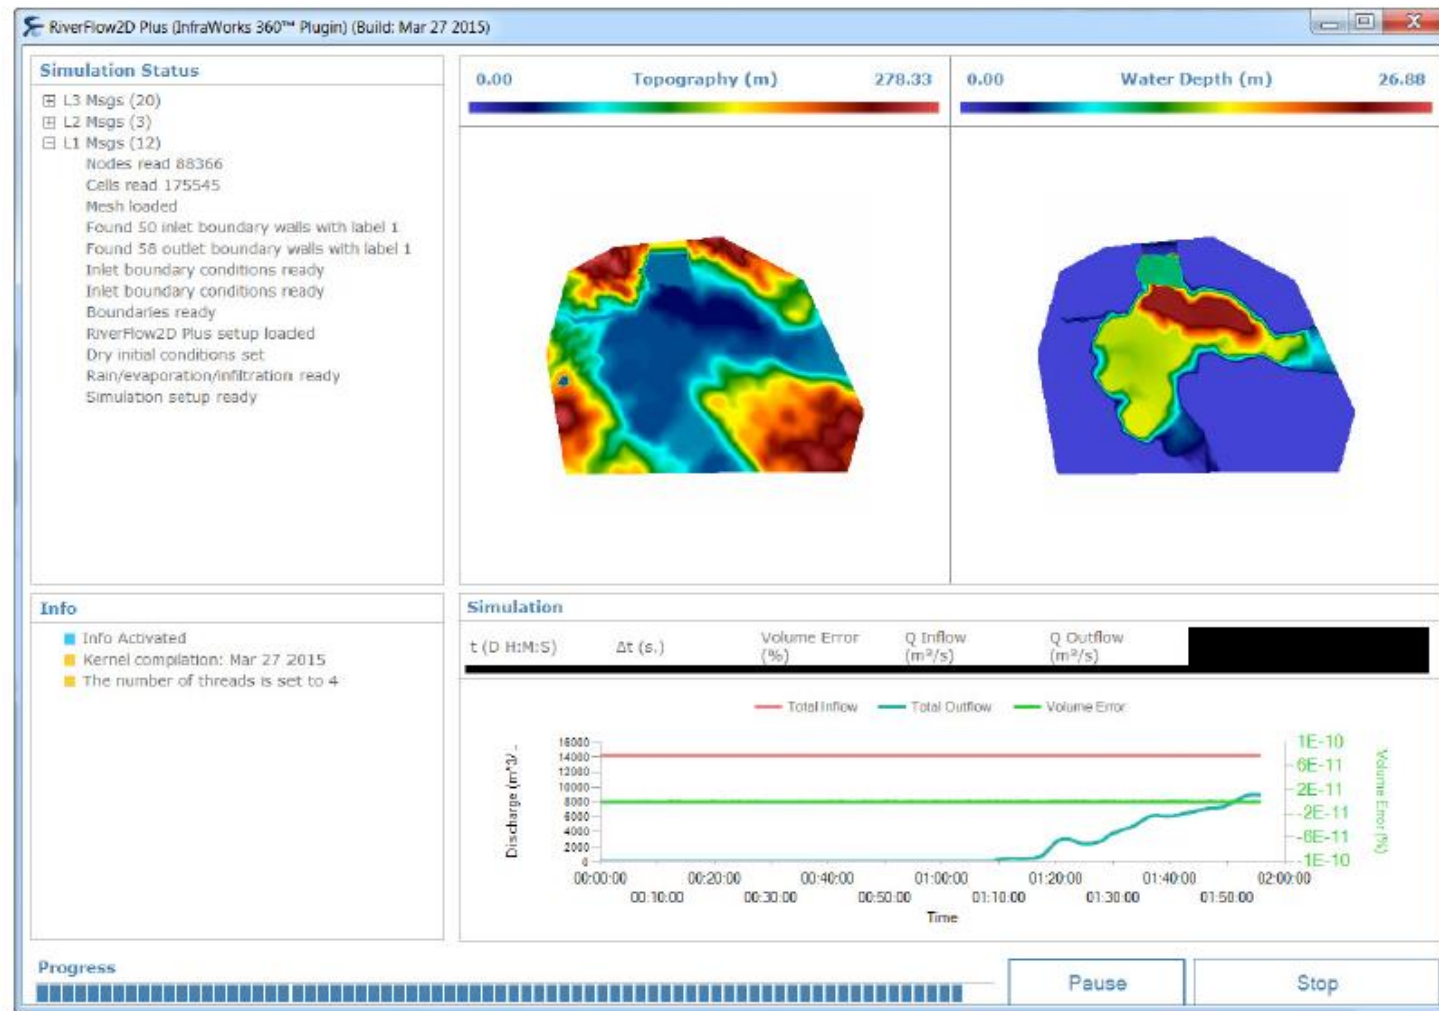 RiverFlow2D Plus (InfraWorks 360™ Plugin) (Build: Mar 27 2015)
Simulation Status
L3 Msgs (20)
L2 Msgs (3)
L1 Msgs (12)
Nodes read 88366
Cells read 175545
Mesh loaded
Found 50 inlet boundary walls with label 1
Found 58 outlet boundary walls with label 1
Inlet boundary conditions ready
Inlet boundary conditions ready
Boundaries ready
RiverFlow2D Plus setup loaded
Dry initial conditions set
Rain/evaporation/infiltration ready
Simulation setup ready
0.00 Topography (m) 278.33
0.00 Water Depth (m) 26.88
Info
Info Activated
Kernel compilation: Mar 27 2015
The number of threads is set to 4
Simulation
t (D H:M:S) Δt (s.) Volume Error (%) Q Inflow (m³/s) Q Outflow (m³/s)
Total Inflow Total Outflow Volume Error
Discharge (m^3/..
16000
14000
12000
10000
8000
6000
4000
2000
0
1E-10
6E-11
2E-11
-2E-11
-6E-11
-1E-10
Volume Error (%)
00:00:00 00:20:00 00:40:00 01:00:00 01:20:00 01:40:00 02:00:00
00:10:00 00:30:00 00:50:00 01:10:00 01:30:00 01:50:00
Time
Progress
Pause
Stop